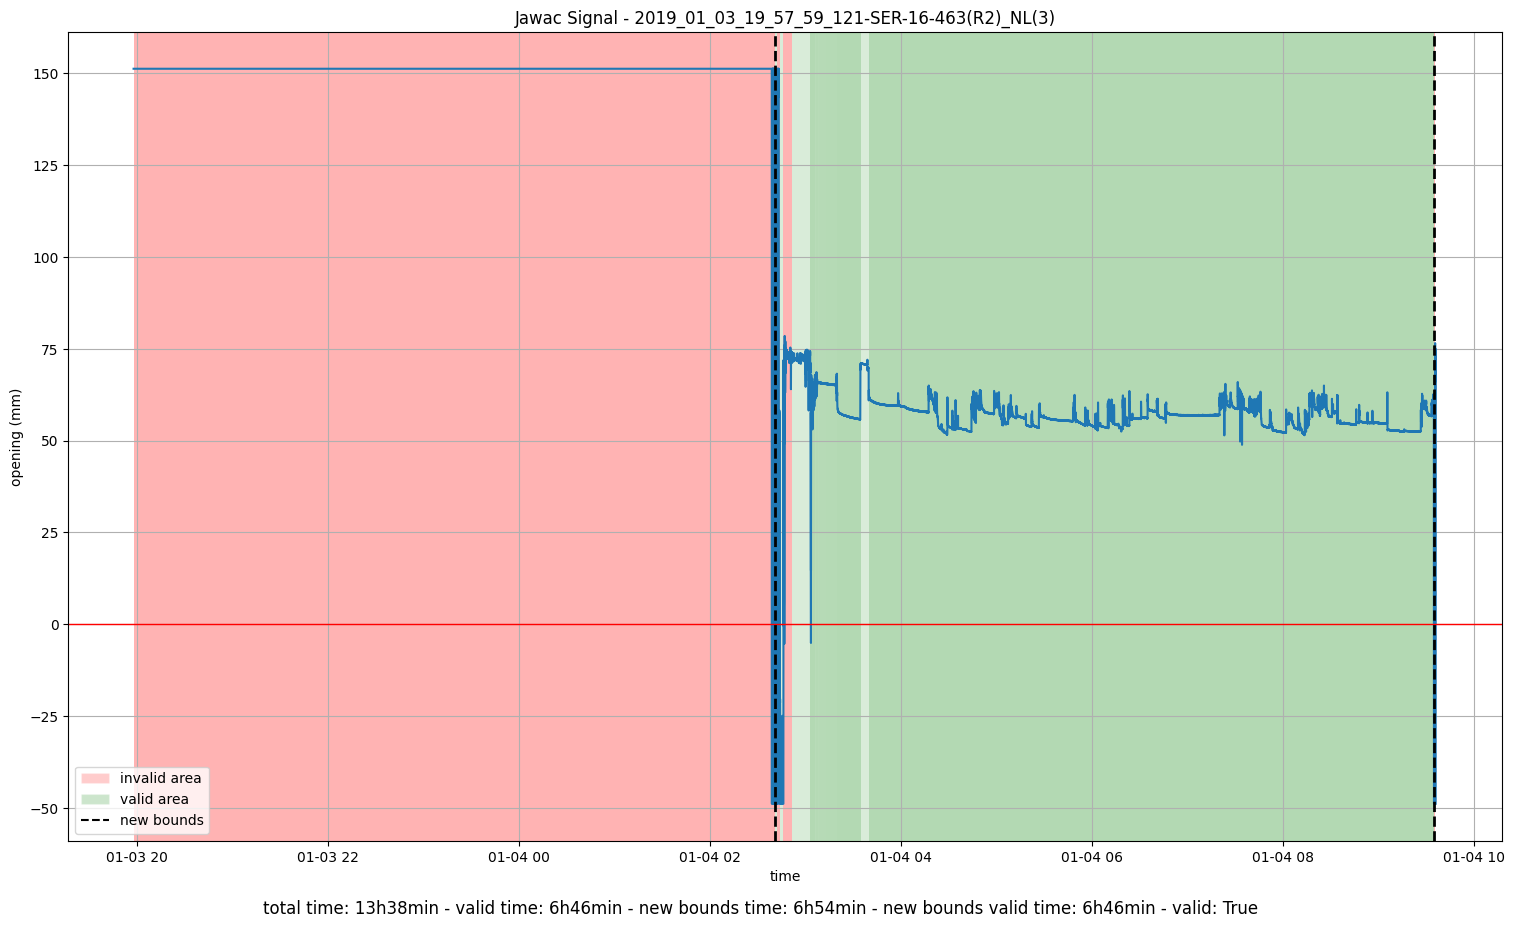 Jawac Signal - 2019_01_03_19_57_59_121-SER-16-463(R2)_NL(3)
150
125
100
75
50
25
0
−25
−50
opening (mm)
invalid area
valid area
new bounds
01-03 20
01-03 22
01-04 00
01-04 02
01-04 04
01-04 06
01-04 08
01-04 10
time
total time: 13h38min - valid time: 6h46min - new bounds time: 6h54min - new bounds valid time: 6h46min - valid: True